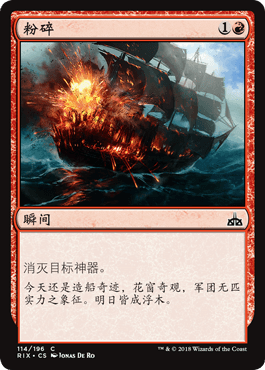 粉碎
1
瞬间
消灭目标神器。
今天还是造船奇迹，花窗奇观，军团无匹
实力之象征。明日皆成浮木。
114/196 C
RIX • CS Jonas De Ro
™ & © 2018 Wizards of the Coast